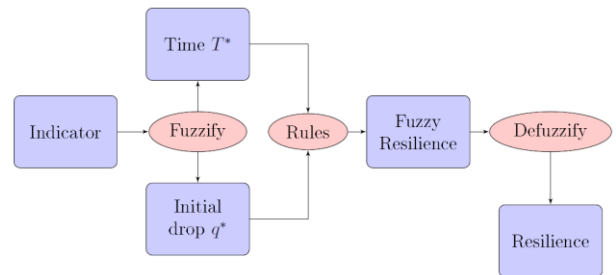 Time T*
Indicator
Fuzzify
Rules
Fuzzy
Resilience
Defuzzify
Initial
drop q*
Resilience